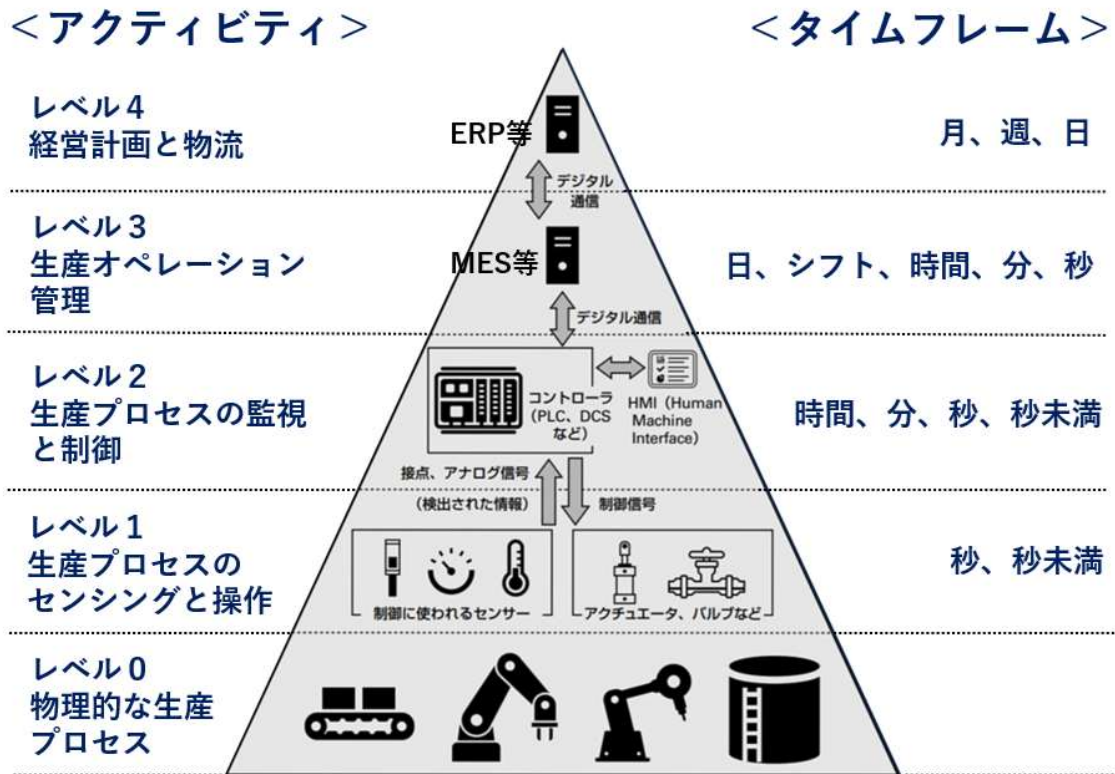 ＜アクティビティ＞
＜タイムフレーム＞
レベル４
経営計画と物流
ERP等
月、週、日
デジタル
通信
レベル３
生産オペレーション
管理
MES等
日、シフト、時間、分、秒
デジタル通信
レベル２
生産プロセスの監視
と制御
コントローラ
（PLC、DCS
など）
HMI（Human
Machine
Interface）
時間、分、秒、秒未満
接点、アナログ信号
（検出された情報）
制御信号
レベル１
生産プロセスの
センシングと操作
秒、秒未満
制御に使われるセンサー
アクチュエータ、バルブなど
レベル０
物理的な生産
プロセス